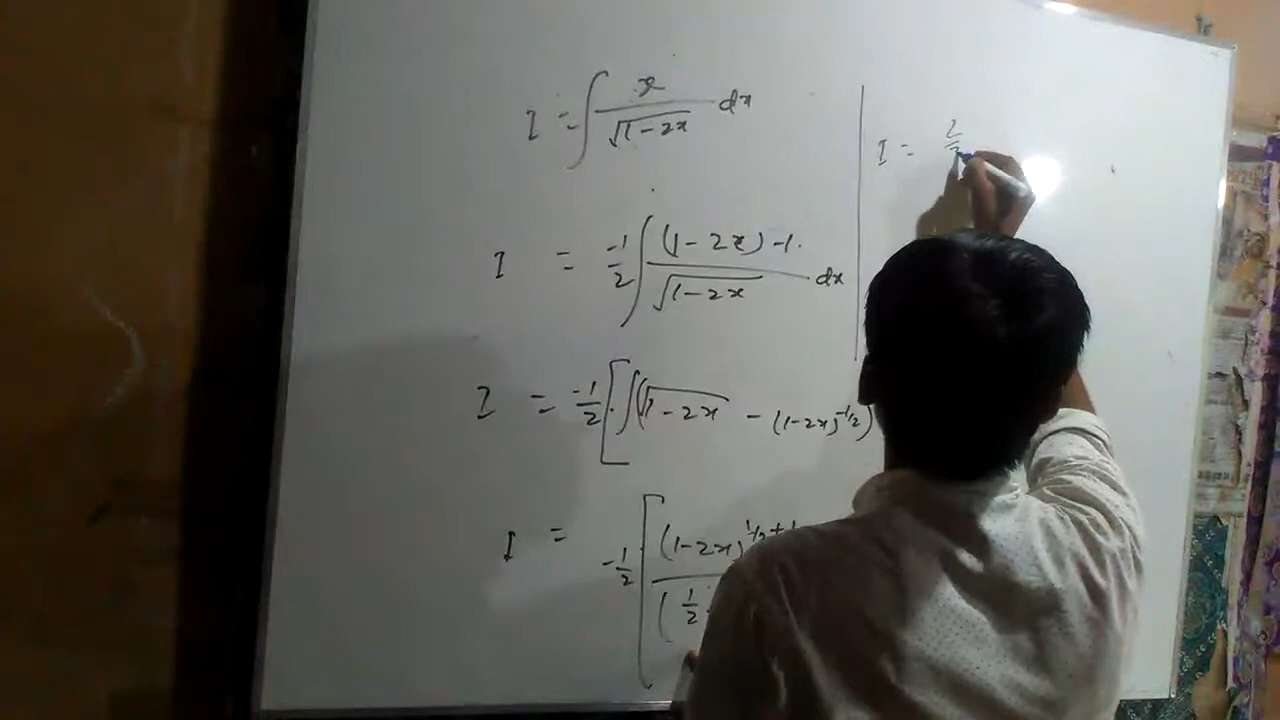 I = ∫ x / √(1-2x) dx
I = -1/2 ∫ (1-2x)-1 / √(1-2x) dx
I = -1/2 [ ∫(√(1-2x) - (1-2x)^(-1/2))
I = -1/2 [ (1-2x)^(1/2+1 / ( 1/2
I = 2